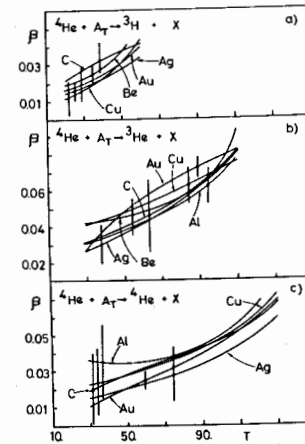 ⁴He + A_T → ³H + X a)
β̄
0.03
0.01
C
Ag
Au
Be
Cu
⁴He + A_T → ³He + X b)
β̄
0.06
0.04
0.02
Au
Cu
C
Al
Ag
Be
⁴He + A_T → ⁴He + X c)
β̄
0.05
0.03
0.01
Al
Cu
C
Au
Ag
10. 50. 90. T